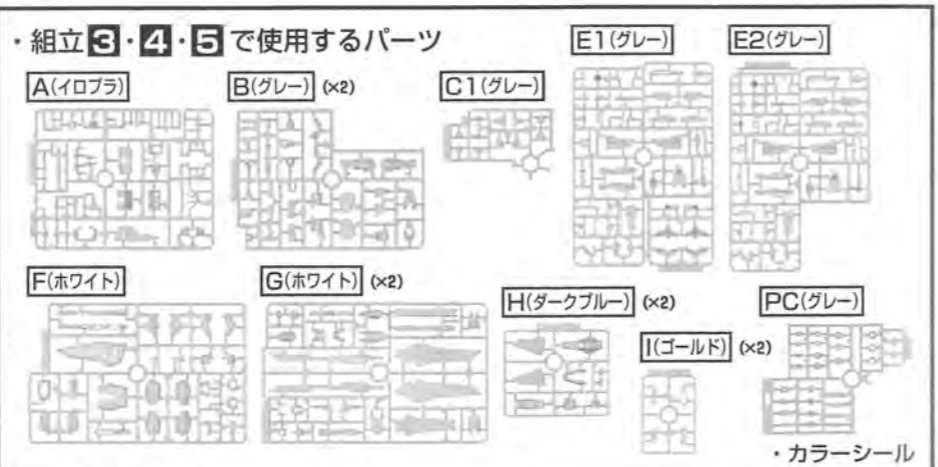 ・組立3・4・5で使用するパーツ
E1(グレー)
E2(グレー)
A(イロプラ)
B(グレー) (×2)
C1(グレー)
F(ホワイト)
G(ホワイト) (×2)
H(ダークブルー) (×2)
I(ゴールド) (×2)
PC(グレー)
・カラーシール